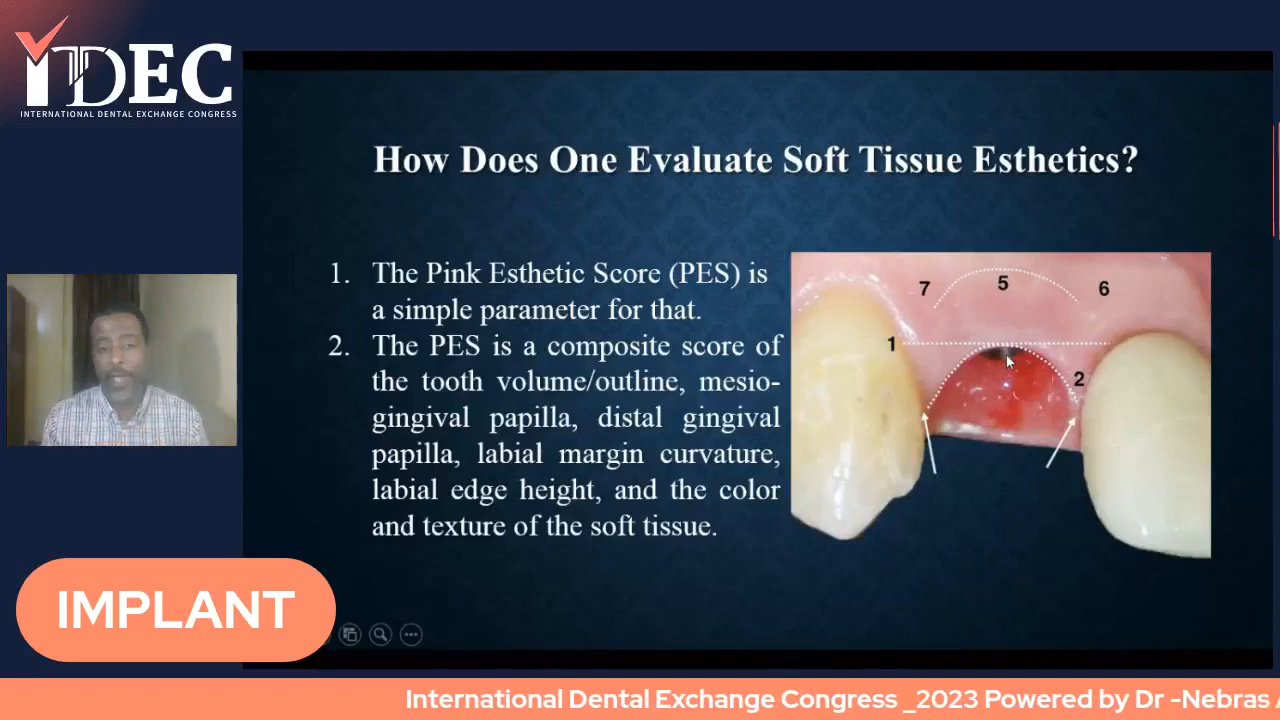 iTDEC
INTERNATIONAL DENTAL EXCHANGE CONGRESS
How Does One Evaluate Soft Tissue Esthetics?
1. The Pink Esthetic Score (PES) is
a simple parameter for that.
2. The PES is a composite score of
the tooth volume/outline, mesio-
gingival papilla, distal gingival
papilla, labial margin curvature,
labial edge height, and the color
and texture of the soft tissue.
7 5 6
1
2
IMPLANT
International Dental Exchange Congress _2023 Powered by Dr -Nebras